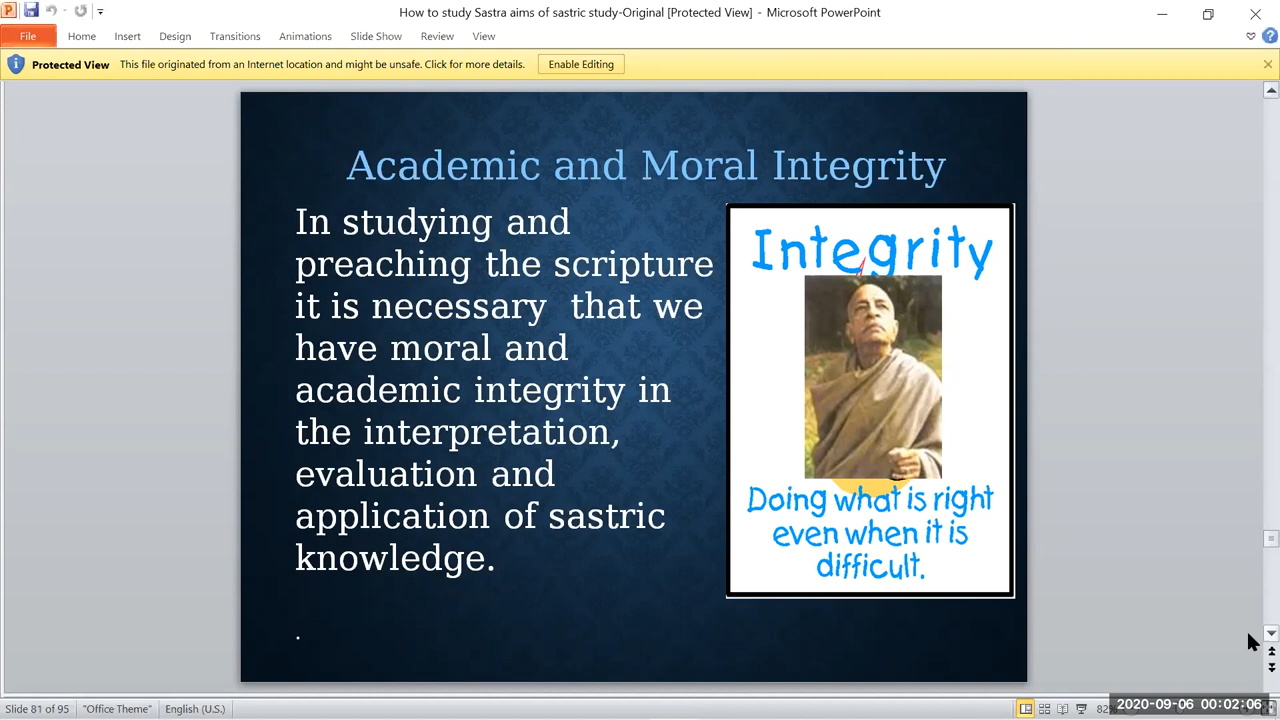 How to study Sastra aims of sastric study-Original [Protected View] - Microsoft PowerPoint
File Home Insert Design Transitions Animations Slide Show Review View
Protected View This file originated from an Internet location and might be unsafe. Click for more details. Enable Editing
Academic and Moral Integrity
In studying and
preaching the scripture
it is necessary that we
have moral and
academic integrity in
the interpretation,
evaluation and
application of sastric
knowledge.
.
Integrity
Doing what is right
even when it is
difficult.
Slide 81 of 95 "Office Theme" English (U.S.)
2020-09-06 00:02:06